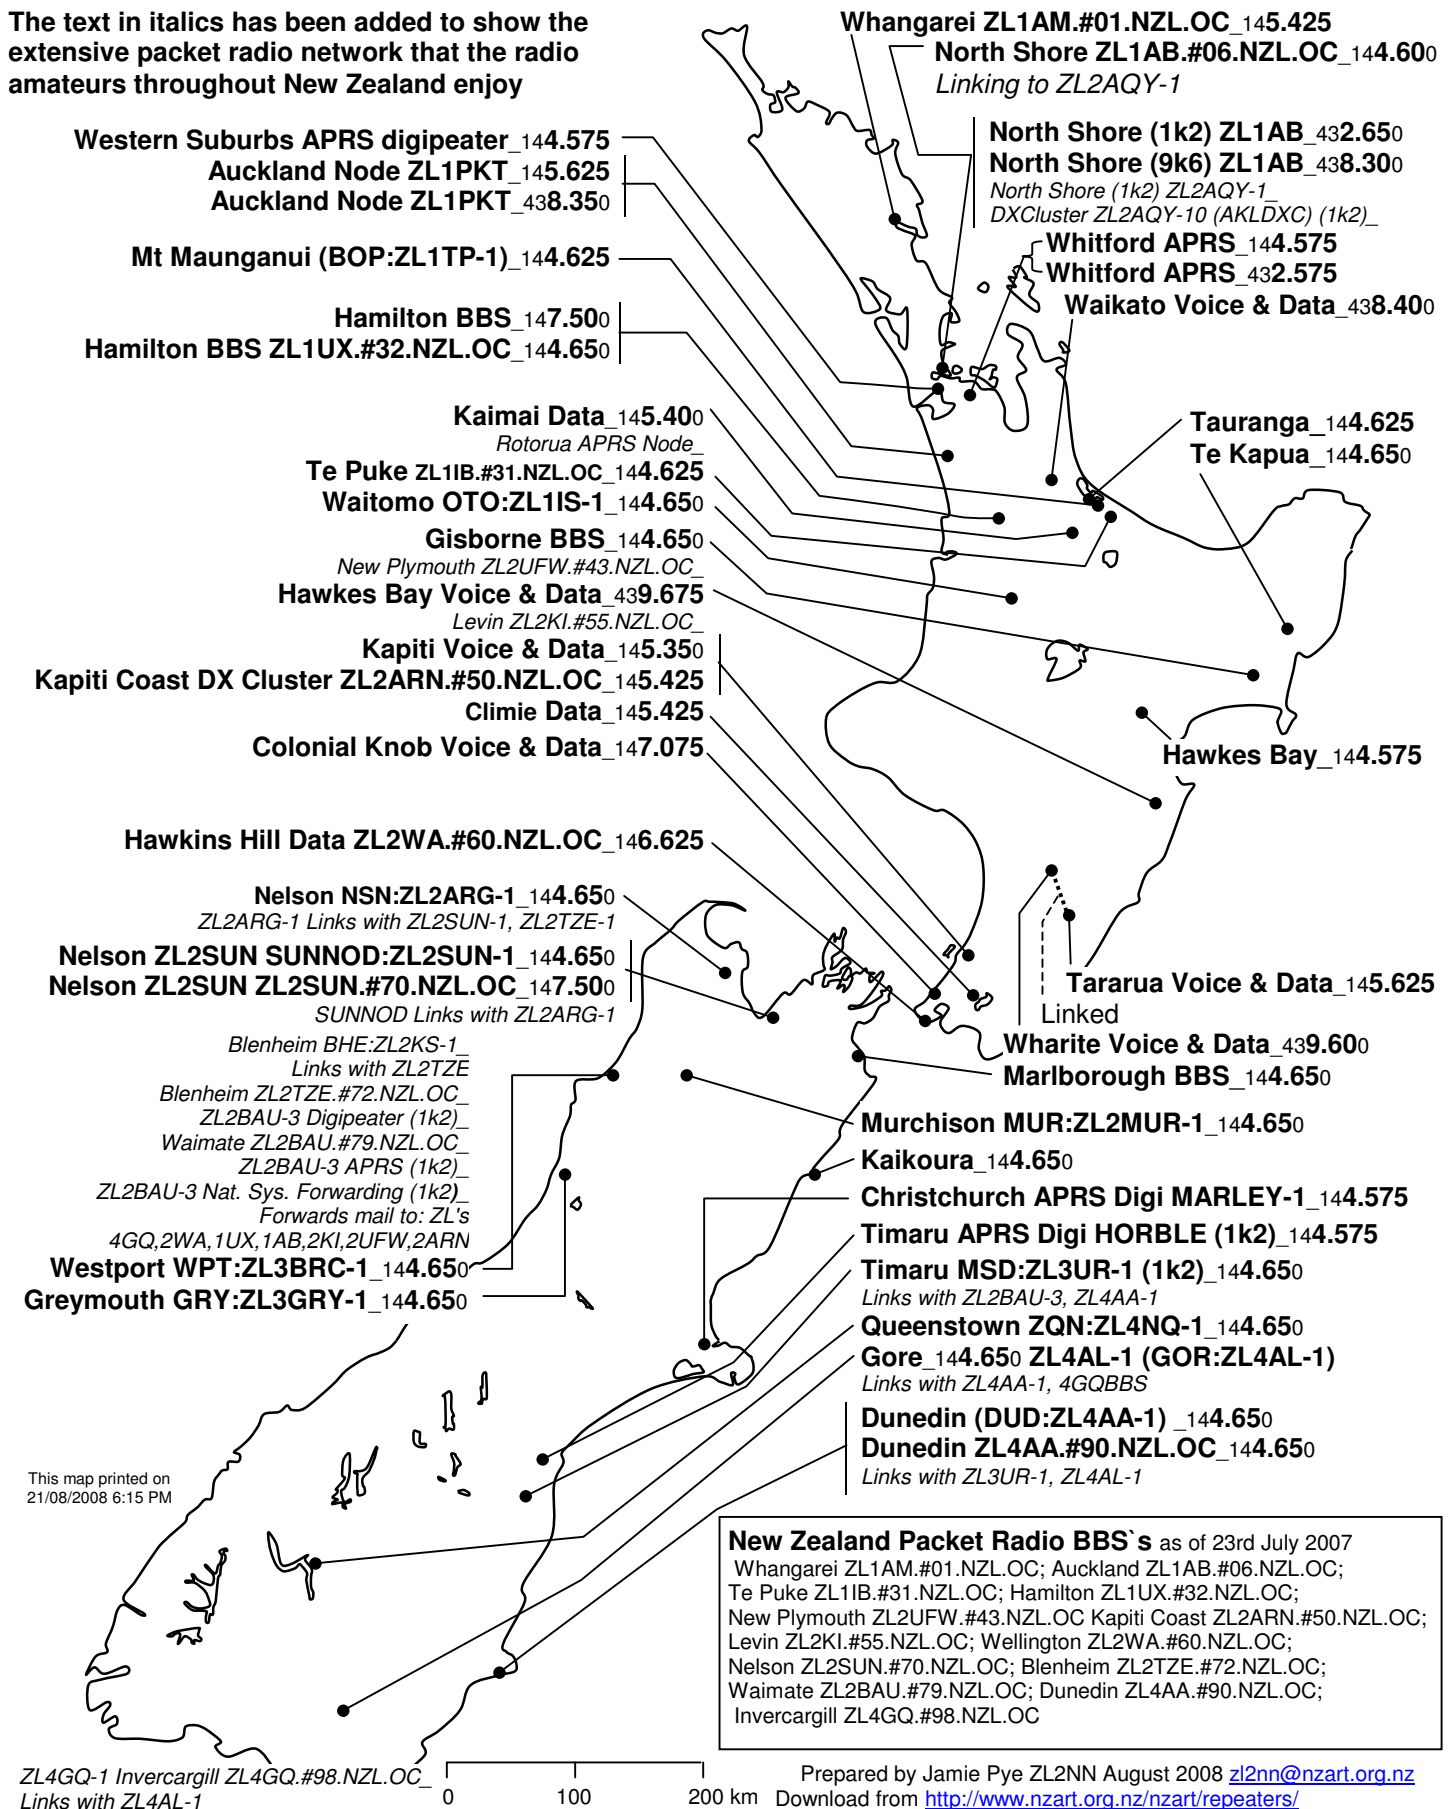 The text in italics has been added to show the
extensive packet radio network that the radio
amateurs throughout New Zealand enjoy
Whangarei ZL1AM.#01.NZL.OC_145.425
North Shore ZL1AB.#06.NZL.OC_144.600
Linking to ZL2AQY-1
North Shore (1k2) ZL1AB_432.650
North Shore (9k6) ZL1AB_438.300
North Shore (1k2) ZL2AQY-1_
DXCluster ZL2AQY-10 (AKLDXC) (1k2)_
Whitford APRS_144.575
Whitford APRS_432.575
Waikato Voice & Data_438.400
Western Suburbs APRS digipeater_144.575
Auckland Node ZL1PKT_145.625
Auckland Node ZL1PKT_438.350
Mt Maunganui (BOP:ZL1TP-1)_144.625
Hamilton BBS_147.500
Hamilton BBS ZL1UX.#32.NZL.OC_144.650
Kaimai Data_145.400
Rotorua APRS Node_
Te Puke ZL1IB.#31.NZL.OC_144.625
Waitomo OTO:ZL1IS-1_144.650
Gisborne BBS_144.650
New Plymouth ZL2UFW.#43.NZL.OC_
Hawkes Bay Voice & Data_439.675
Levin ZL2KI.#55.NZL.OC_
Kapiti Voice & Data_145.350
Kapiti Coast DX Cluster ZL2ARN.#50.NZL.OC_145.425
Climie Data_145.425
Colonial Knob Voice & Data_147.075
Tauranga_144.625
Te Kapua_144.650
Hawkes Bay_144.575
Hawkins Hill Data ZL2WA.#60.NZL.OC_146.625
Nelson NSN:ZL2ARG-1_144.650
ZL2ARG-1 Links with ZL2SUN-1, ZL2TZE-1
Nelson ZL2SUN SUNNOD:ZL2SUN-1_144.650
Nelson ZL2SUN ZL2SUN.#70.NZL.OC_147.500
SUNNOD Links with ZL2ARG-1
Blenheim BHE:ZL2KS-1_
Links with ZL2TZE
Blenheim ZL2TZE.#72.NZL.OC_
ZL2BAU-3 Digipeater (1k2)_
Waimate ZL2BAU.#79.NZL.OC_
ZL2BAU-3 APRS (1k2)_
ZL2BAU-3 Nat. Sys. Forwarding (1k2)_
Forwards mail to: ZL's
4GQ,2WA,1UX,1AB,2KI,2UFW,2ARN
Westport WPT:ZL3BRC-1_144.650
Greymouth GRY:ZL3GRY-1_144.650
Tararua Voice & Data_145.625
Linked
Wharite Voice & Data_439.600
Marlborough BBS_144.650
Murchison MUR:ZL2MUR-1_144.650
Kaikoura_144.650
Christchurch APRS Digi MARLEY-1_144.575
Timaru APRS Digi HORBLE (1k2)_144.575
Timaru MSD:ZL3UR-1 (1k2)_144.650
Links with ZL2BAU-3, ZL4AA-1
Queenstown ZQN:ZL4NQ-1_144.650
Gore_144.650 ZL4AL-1 (GOR:ZL4AL-1)
Links with ZL4AA-1, 4GQBBS
Dunedin (DUD:ZL4AA-1) _144.650
Dunedin ZL4AA.#90.NZL.OC_144.650
Links with ZL3UR-1, ZL4AL-1
This map printed on
21/08/2008 6:15 PM
New Zealand Packet Radio BBS`s as of 23rd July 2007
Whangarei ZL1AM.#01.NZL.OC; Auckland ZL1AB.#06.NZL.OC;
Te Puke ZL1IB.#31.NZL.OC; Hamilton ZL1UX.#32.NZL.OC;
New Plymouth ZL2UFW.#43.NZL.OC Kapiti Coast ZL2ARN.#50.NZL.OC;
Levin ZL2KI.#55.NZL.OC; Wellington ZL2WA.#60.NZL.OC;
Nelson ZL2SUN.#70.NZL.OC; Blenheim ZL2TZE.#72.NZL.OC;
Waimate ZL2BAU.#79.NZL.OC; Dunedin ZL4AA.#90.NZL.OC;
Invercargill ZL4GQ.#98.NZL.OC
ZL4GQ-1 Invercargill ZL4GQ.#98.NZL.OC_
Links with ZL4AL-1
0 100 200 km
Prepared by Jamie Pye ZL2NN August 2008 zl2nn@nzart.org.nz
Download from http://www.nzart.org.nz/nzart/repeaters/